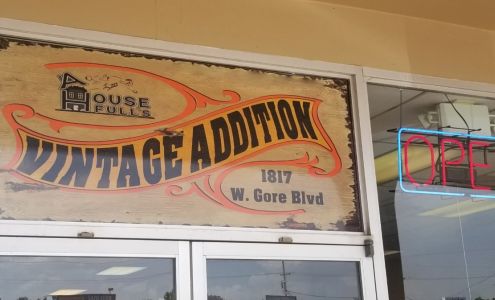 A HOUSE
FULLS
VINTAGE ADDITION
1817
W. Gore Blvd
OPE